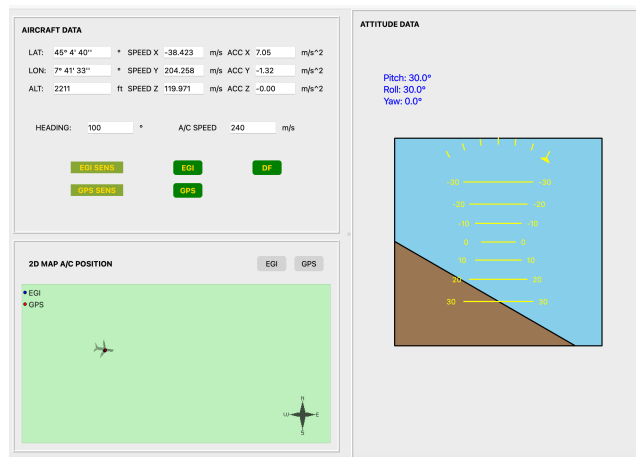 AIRCRAFT DATA
LAT: 45° 4' 40'' ° SPEED X -38.423 m/s ACC X 7.05 m/s^2
LON: 7° 41' 33'' ° SPEED Y 204.258 m/s ACC Y -1.32 m/s^2
ALT: 2211 ft SPEED Z 119.971 m/s ACC Z -0.00 m/s^2
HEADING: 100 ° A/C SPEED 240 m/s
EGI SENS EGI DF
GPS SENS GPS
2D MAP A/C POSITION EGI GPS
EGI
GPS
N
W E
S
ATTITUDE DATA
Pitch: 30.0°
Roll: 30.0°
Yaw: 0.0°
-30 -30
-20 -20
-10 -10
0 0
10 10
20 20
30 30